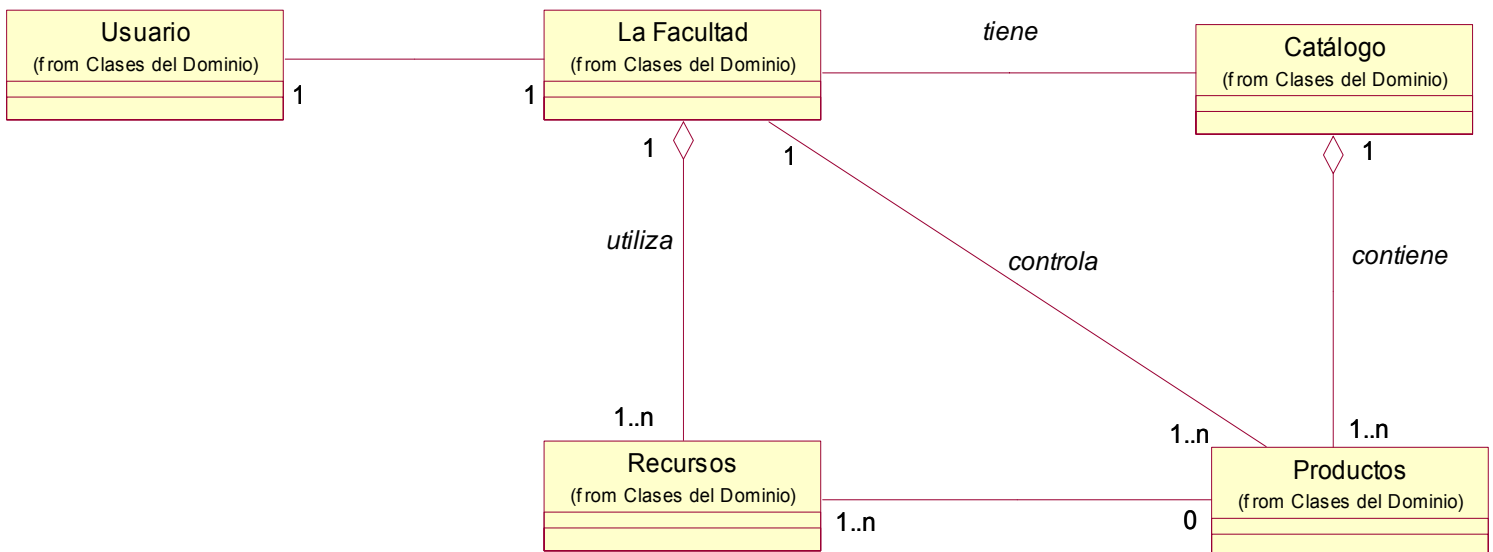 Usuario
(from Clases del Dominio)
1
La Facultad
(from Clases del Dominio)
1
tiene
Catálogo
(from Clases del Dominio)
1
1
1
utiliza
controla
contiene
1..n
1..n
1..n
Recursos
(from Clases del Dominio)
1..n
0
Productos
(from Clases del Dominio)